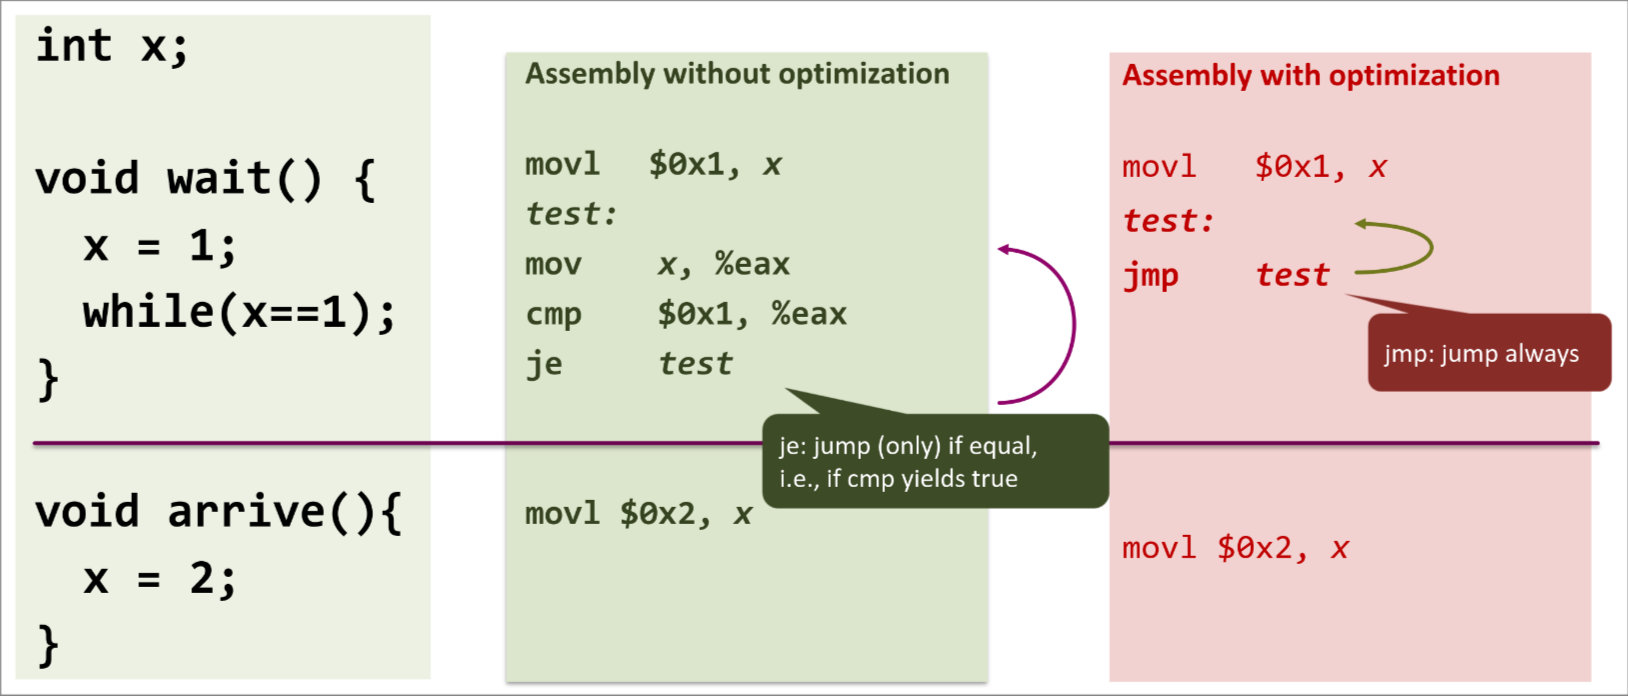 int x;
void wait() {
x = 1;
while(x==1);
}
void arrive(){
x = 2;
}
Assembly without optimization
movl $0x1, x
test:
mov x, %eax
cmp $0x1, %eax
je test
je: jump (only) if equal,
i.e., if cmp yields true
movl $0x2, x
Assembly with optimization
movl $0x1, x
test:
jmp test
jmp: jump always
movl $0x2, x